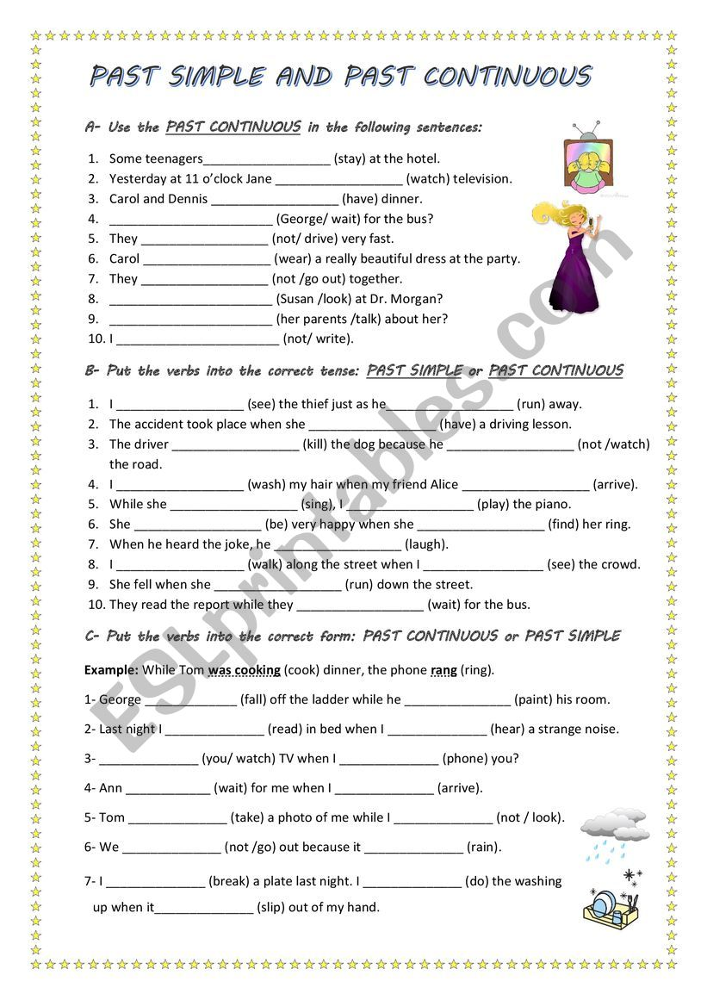 PAST SIMPLE AND PAST CONTINUOUS
A- Use the PAST CONTINUOUS in the following sentences:
1. Some teenagers__________________ (stay) at the hotel.
2. Yesterday at 11 o’clock Jane __________________ (watch) television.
3. Carol and Dennis __________________ (have) dinner.
4. _______________________ (George/ wait) for the bus?
5. They __________________ (not/ drive) very fast.
6. Carol __________________ (wear) a really beautiful dress at the party.
7. They __________________ (not /go out) together.
8. _______________________ (Susan /look) at Dr. Morgan?
9. _______________________ (her parents /talk) about her?
10. I _______________________ (not/ write).
B- Put the verbs into the correct tense: PAST SIMPLE or PAST CONTINUOUS
1. I __________________ (see) the thief just as he__________________ (run) away.
2. The accident took place when she __________________ (have) a driving lesson.
3. The driver __________________ (kill) the dog because he __________________ (not /watch)
the road.
4. I __________________ (wash) my hair when my friend Alice __________________ (arrive).
5. While she __________________ (sing), I __________________ (play) the piano.
6. She __________________ (be) very happy when she __________________ (find) her ring.
7. When he heard the joke, he __________________ (laugh).
8. I __________________ (walk) along the street when I _________________ (see) the crowd.
9. She fell when she __________________ (run) down the street.
10. They read the report while they __________________ (wait) for the bus.
C- Put the verbs into the correct form: PAST CONTINUOUS or PAST SIMPLE
Example: While Tom was cooking (cook) dinner, the phone rang (ring).
1- George _____________ (fall) off the ladder while he _______________ (paint) his room.
2- Last night I ______________ (read) in bed when I ______________ (hear) a strange noise.
3- ______________ (you/ watch) TV when I ______________ (phone) you?
4- Ann ____________ (wait) for me when I ______________ (arrive).
5- Tom ______________ (take) a photo of me while I ______________ (not / look).
6- We ______________ (not /go) out because it ______________ (rain).
7- I ______________ (break) a plate last night. I ______________ (do) the washing
up when it______________ (slip) out of my hand.
ESLprintables.com